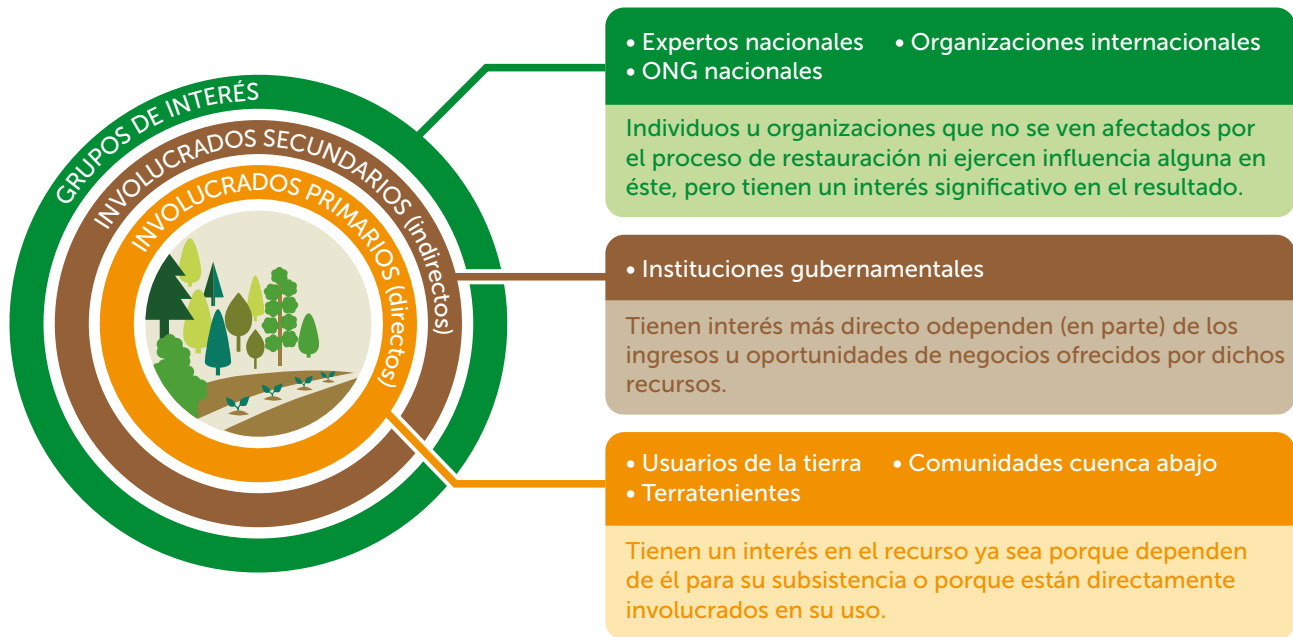 GRUPOS DE INTERÉS
INVOLUCRADOS SECUNDARIOS (indirectos)
INVOLUCRADOS PRIMARIOS (directos)
• Expertos nacionales • Organizaciones internacionales
• ONG nacionales
Individuos u organizaciones que no se ven afectados por
el proceso de restauración ni ejercen influencia alguna en
éste, pero tienen un interés significativo en el resultado.
• Instituciones gubernamentales
Tienen interés más directo odependen (en parte) de los
ingresos u oportunidades de negocios ofrecidos por dichos
recursos.
• Usuarios de la tierra • Comunidades cuenca abajo
• Terratenientes
Tienen un interés en el recurso ya sea porque dependen
de él para su subsistencia o porque están directamente
involucrados en su uso.